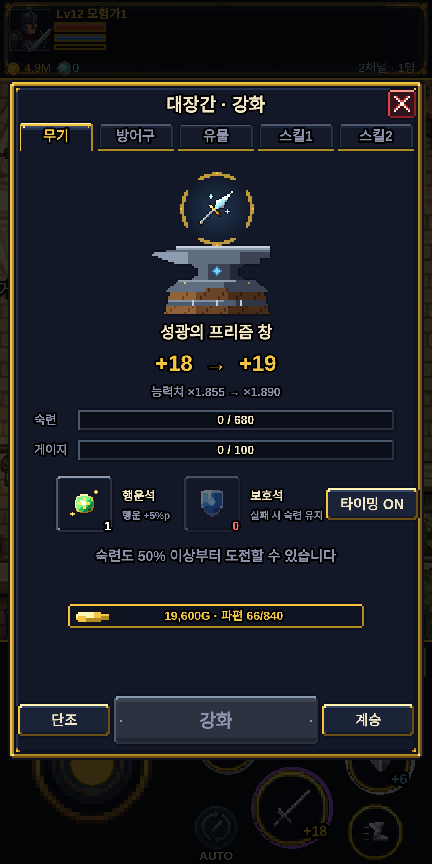 Lv12 모험가1
4.9M 0
2채널 · 1명
대장간 · 강화
무기 방어구 유물 스킬1 스킬2
성광의 프리즘 창
+18 → +19
능력치 ×1.855 → ×1.890
숙련 0 / 680
게이지 0 / 100
행운석 보호석
행운 +5%p 실패 시 숙련 유지
타이밍 ON
1 0
숙련도 50% 이상부터 도전할 수 있습니다
19,600G · 파편 66/840
단조 강화 계승
+6
+18
AUTO